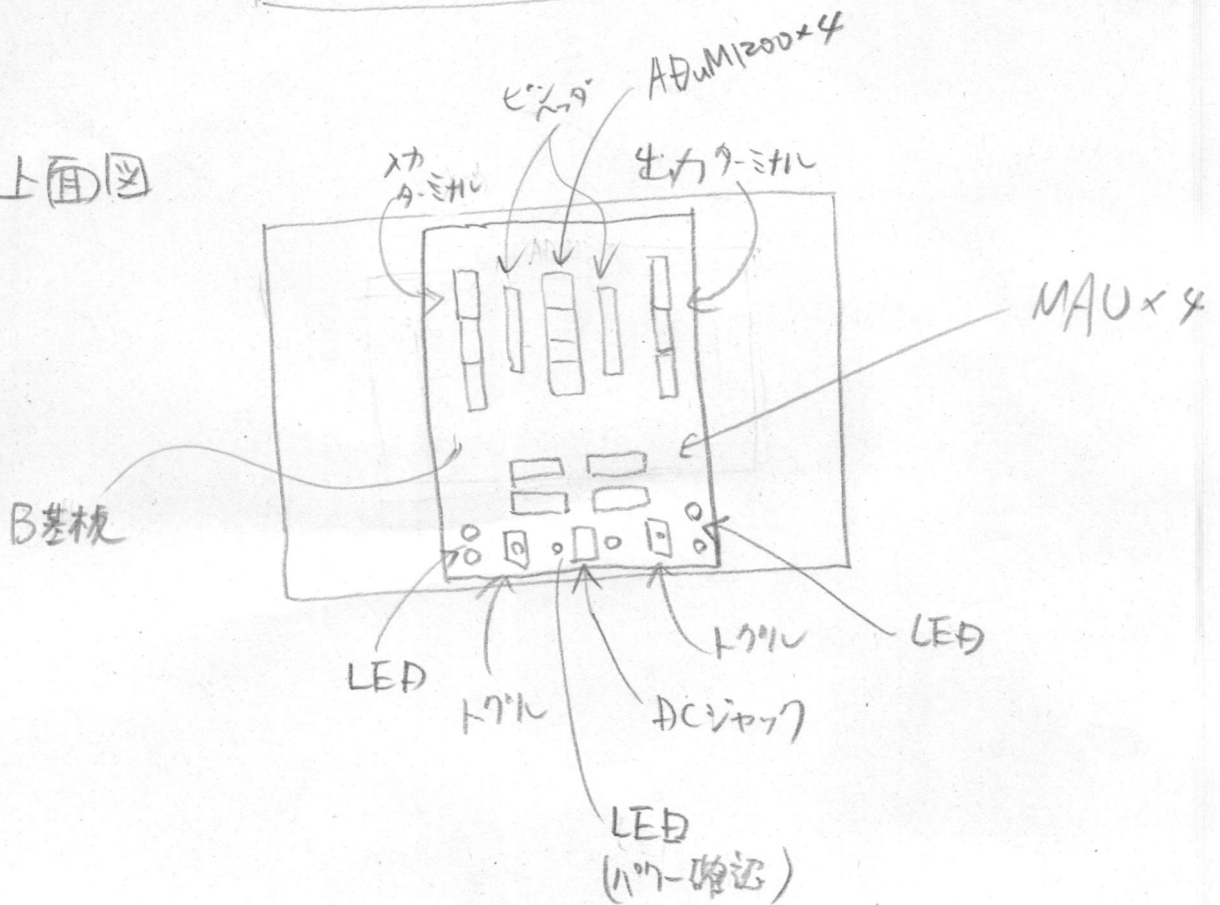 ADuM1200×4
ピン
ヘッダ
上面図
入力
ターミナル
出力ターミナル
MAU×4
B基板
LED
トグル
DCジャック
トグル
LED
LED
(パワー確認)